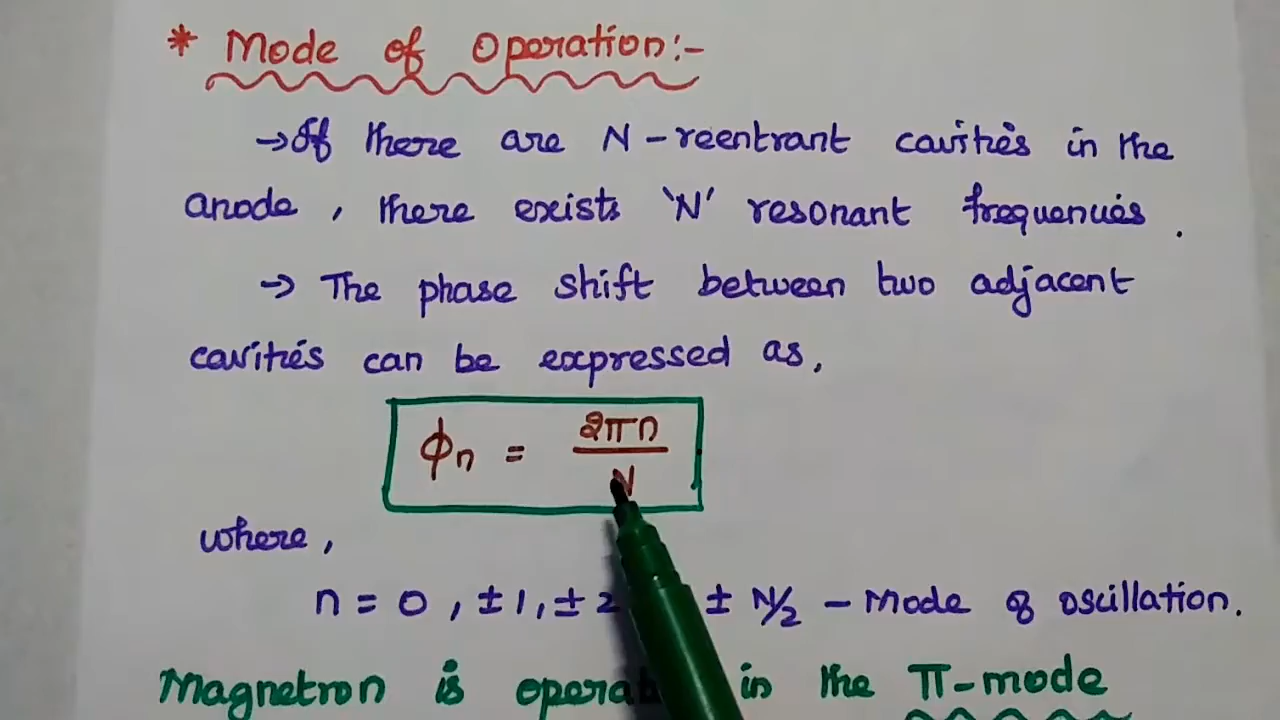 * Mode of Operation:-
→ If there are N-reentrant cavities in the
anode, there exists 'N' resonant frequencies.
→ The phase shift between two adjacent
cavities can be expressed as,
ϕn = 2πn/N
where,
n = 0, ±1, ±2 ± N/2 - Mode of oscillation.
Magnetron is in the π-mode